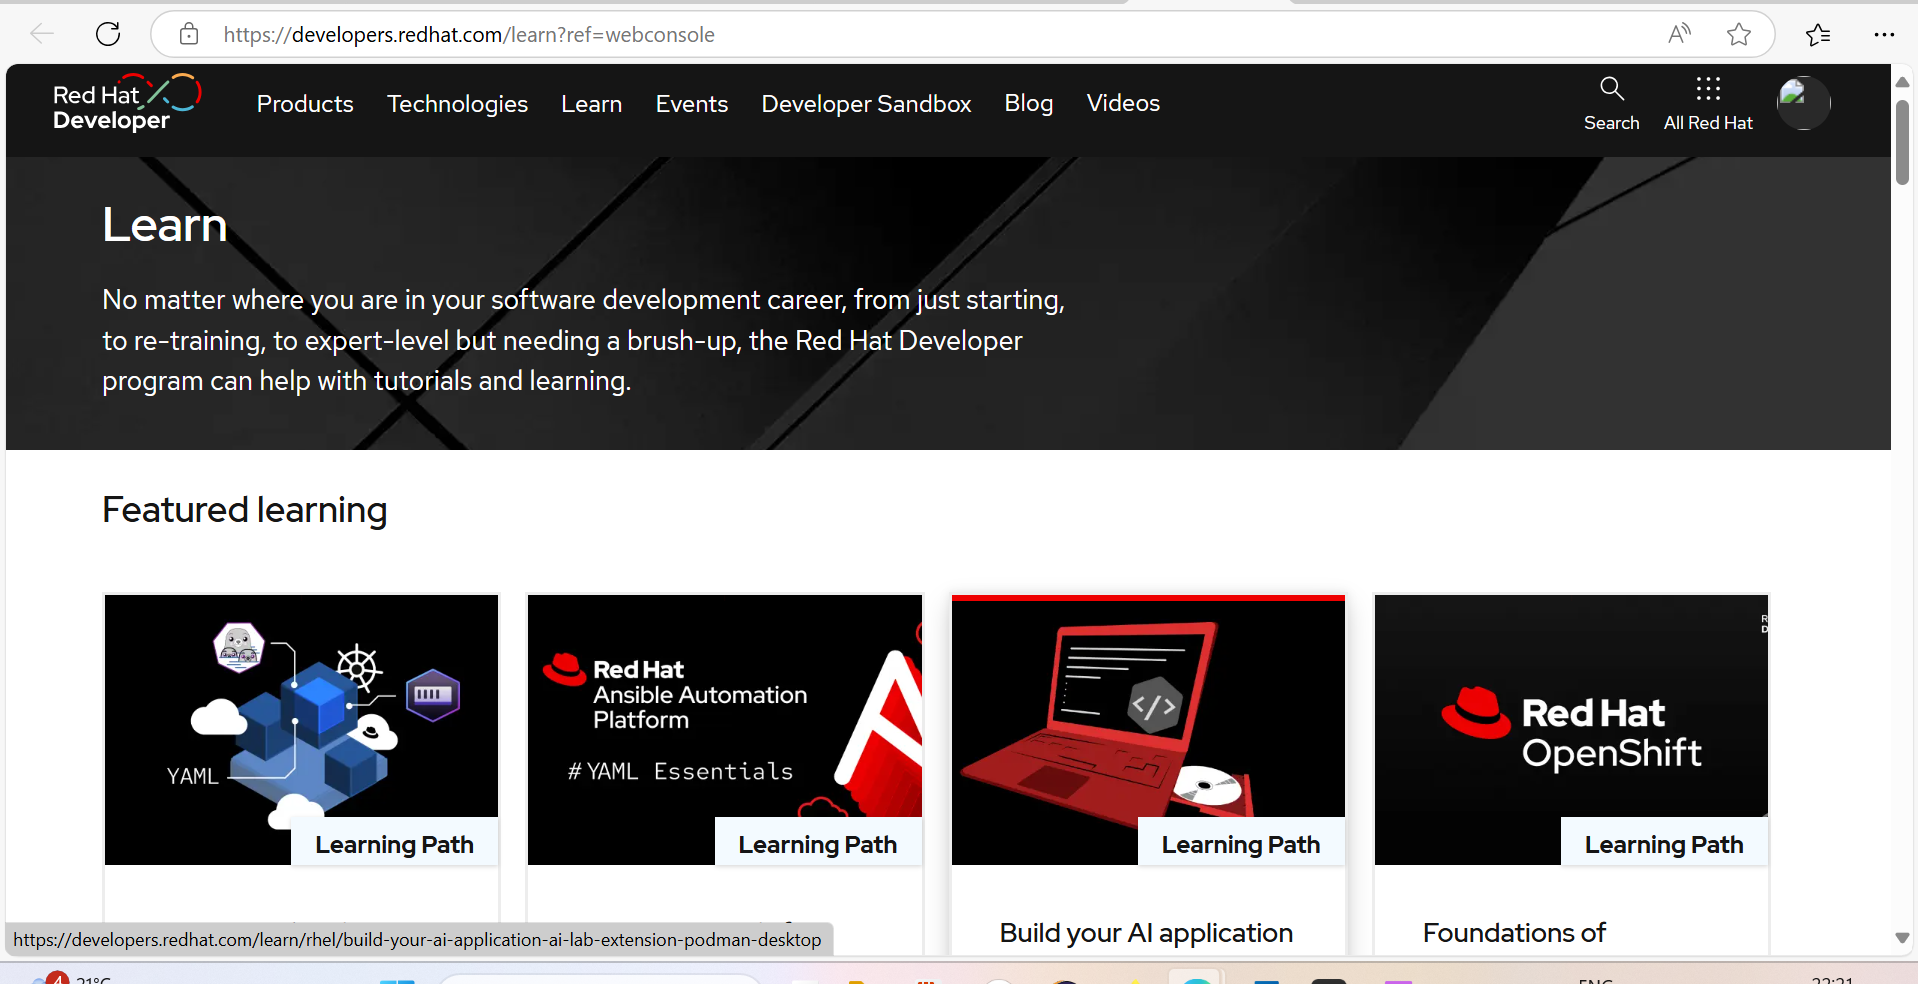 https://developers.redhat.com/learn?ref=webconsole
Red Hat
Developer
Products
Technologies
Learn
Events
Developer Sandbox
Blog
Videos
Search
All Red Hat
Learn
No matter where you are in your software development career, from just starting,
to re-training, to expert-level but needing a brush-up, the Red Hat Developer
program can help with tutorials and learning.
Featured learning
YAML
Learning Path
Red Hat
Ansible Automation
Platform
# YAML Essentials
Learning Path
</>
Learning Path
Red Hat
OpenShift
Learning Path
Build your AI application
Foundations of
https://developers.redhat.com/learn/rhel/build-your-ai-application-ai-lab-extension-podman-desktop